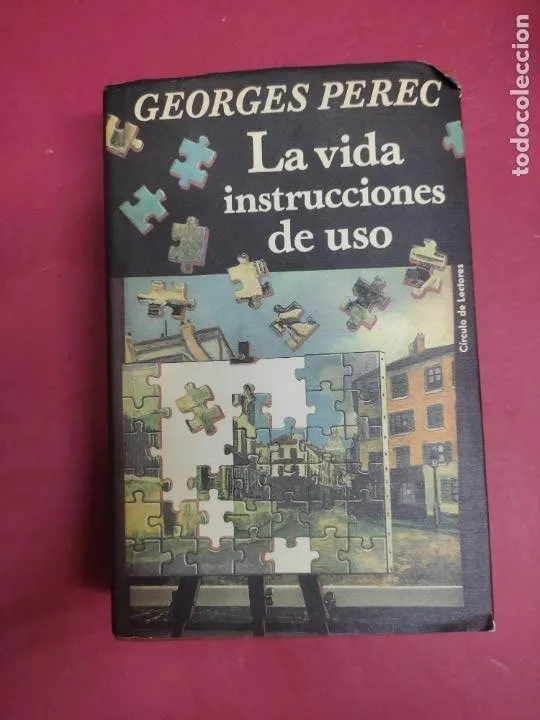 GEORGES PEREC
La vida
instrucciones
de uso
Círculo de Lectores
todocoleccion